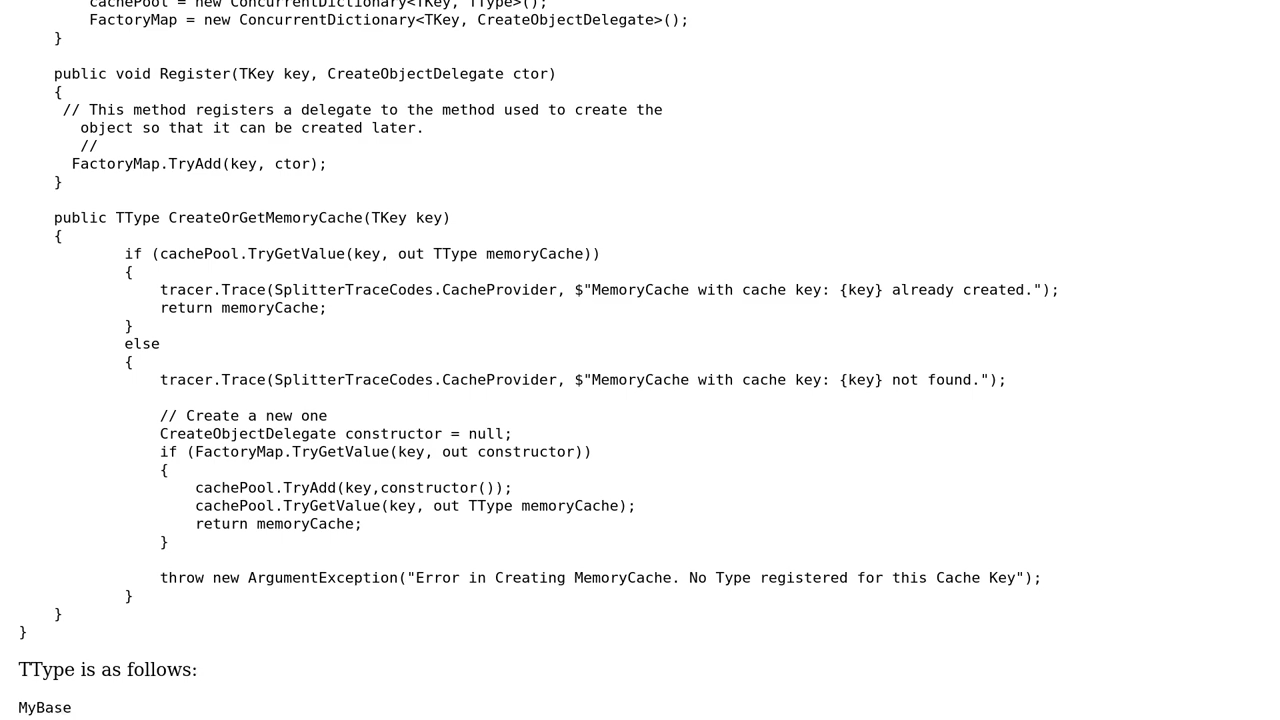 cachePool = new ConcurrentDictionary<TKey, TType>();
FactoryMap = new ConcurrentDictionary<TKey, CreateObjectDelegate>();
}
public void Register(TKey key, CreateObjectDelegate ctor)
{
// This method registers a delegate to the method used to create the
object so that it can be created later.
//
FactoryMap.TryAdd(key, ctor);
}
public TType CreateOrGetMemoryCache(TKey key)
{
if (cachePool.TryGetValue(key, out TType memoryCache))
{
tracer.Trace(SplitterTraceCodes.CacheProvider, $"MemoryCache with cache key: {key} already created.");
return memoryCache;
}
else
{
tracer.Trace(SplitterTraceCodes.CacheProvider, $"MemoryCache with cache key: {key} not found.");
// Create a new one
CreateObjectDelegate constructor = null;
if (FactoryMap.TryGetValue(key, out constructor))
{
cachePool.TryAdd(key,constructor());
cachePool.TryGetValue(key, out TType memoryCache);
return memoryCache;
}
throw new ArgumentException("Error in Creating MemoryCache. No Type registered for this Cache Key");
}
}
}
TType is as follows:
MyBase